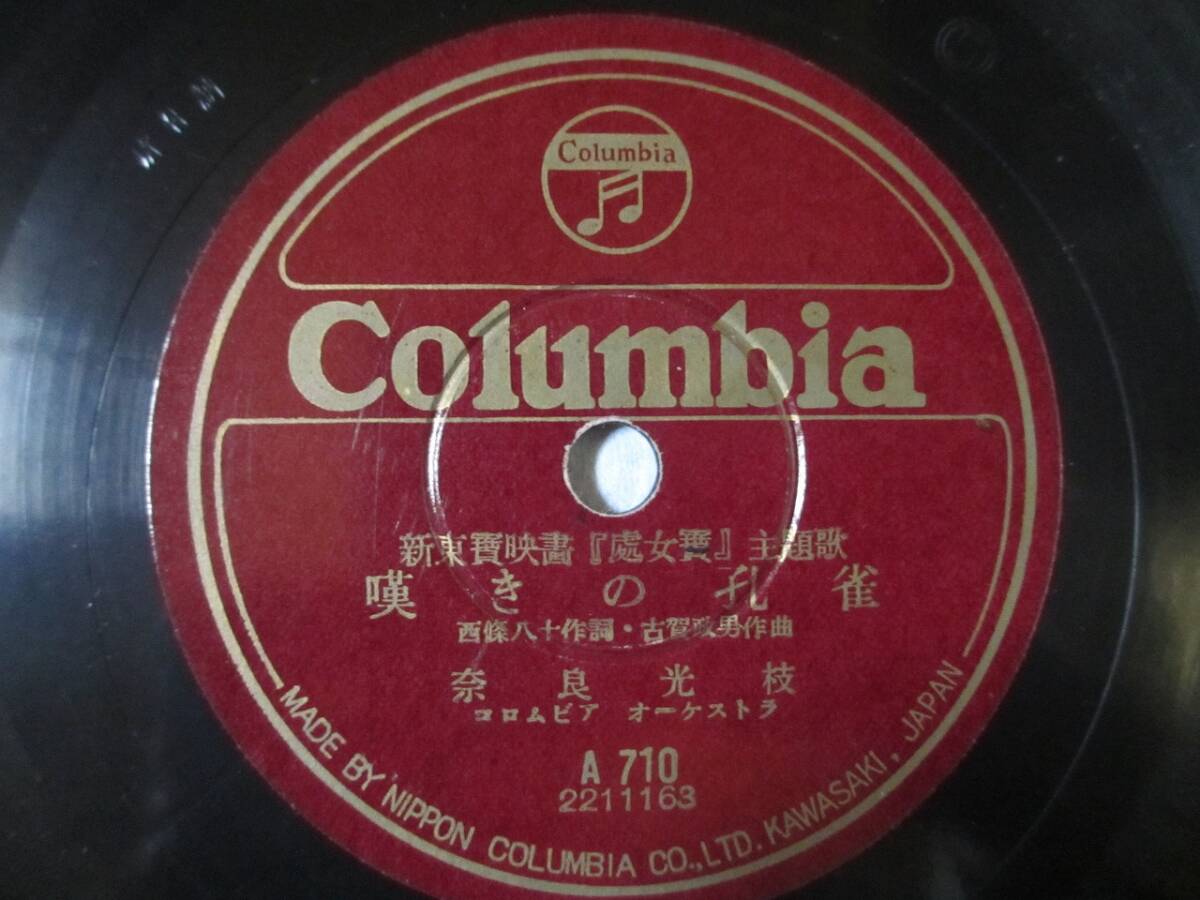 Columbia
Columbia
新東寶映畫『處女寶』主題歌
嘆きの孔雀
西條八十作詞・古賀政男作曲
奈良光枝
コロムビア オーケストラ
A 710
2211163
MADE BY NIPPON COLUMBIA CO., LTD. KAWASAKI, JAPAN